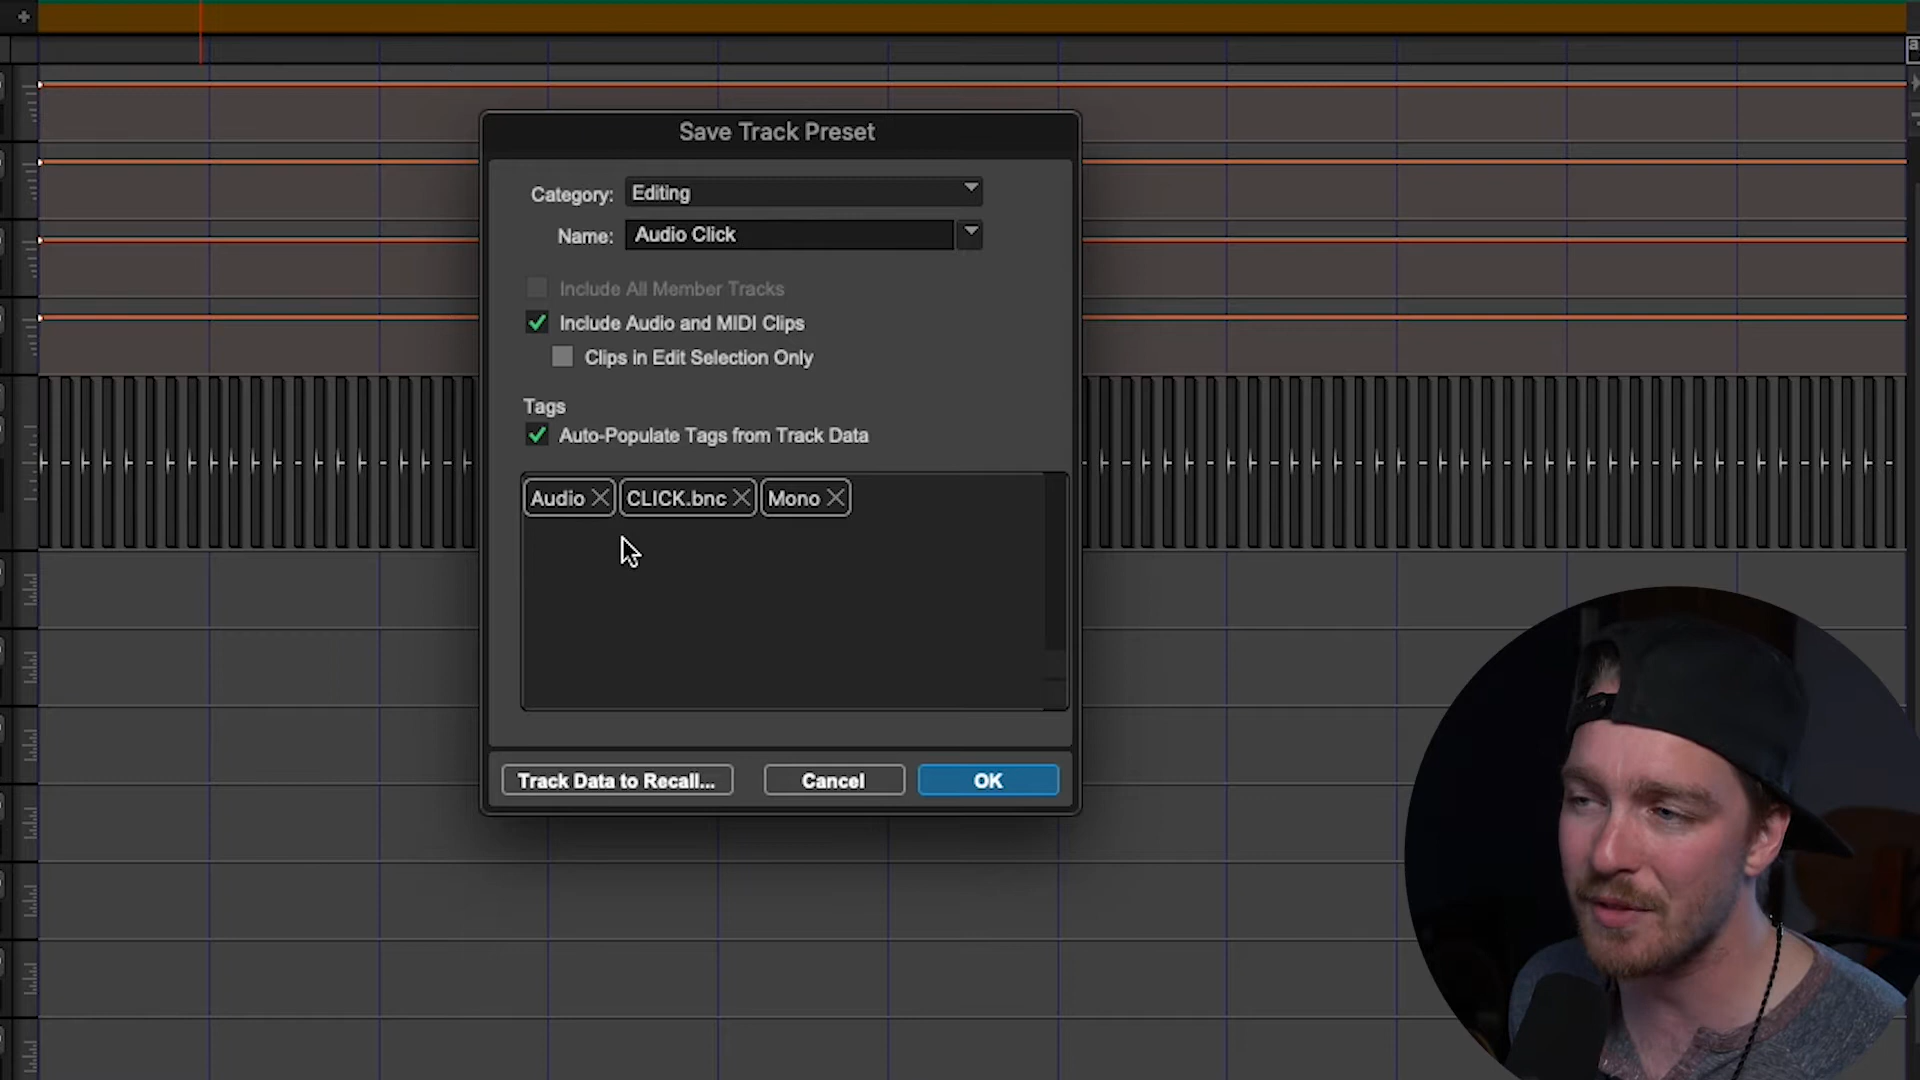 Save Track Preset
Category: Editing
Name: Audio Click
Include All Member Tracks
Include Audio and MIDI Clips
Clips in Edit Selection Only
Tags
Auto-Populate Tags from Track Data
Audio CLICK.bnc Mono
Track Data to Recall... Cancel OK